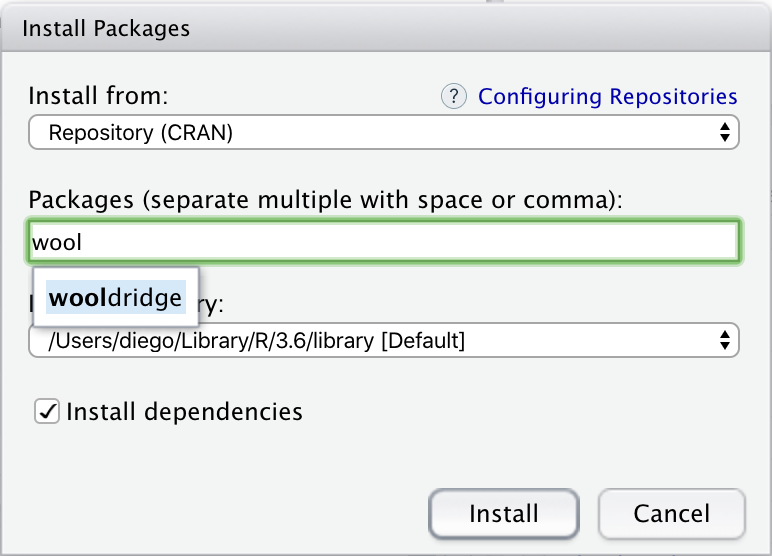 Install Packages
Install from:
? Configuring Repositories
Repository (CRAN)
Packages (separate multiple with space or comma):
wool
wooldridge
ry:
/Users/diego/Library/R/3.6/library [Default]
Install dependencies
Install
Cancel